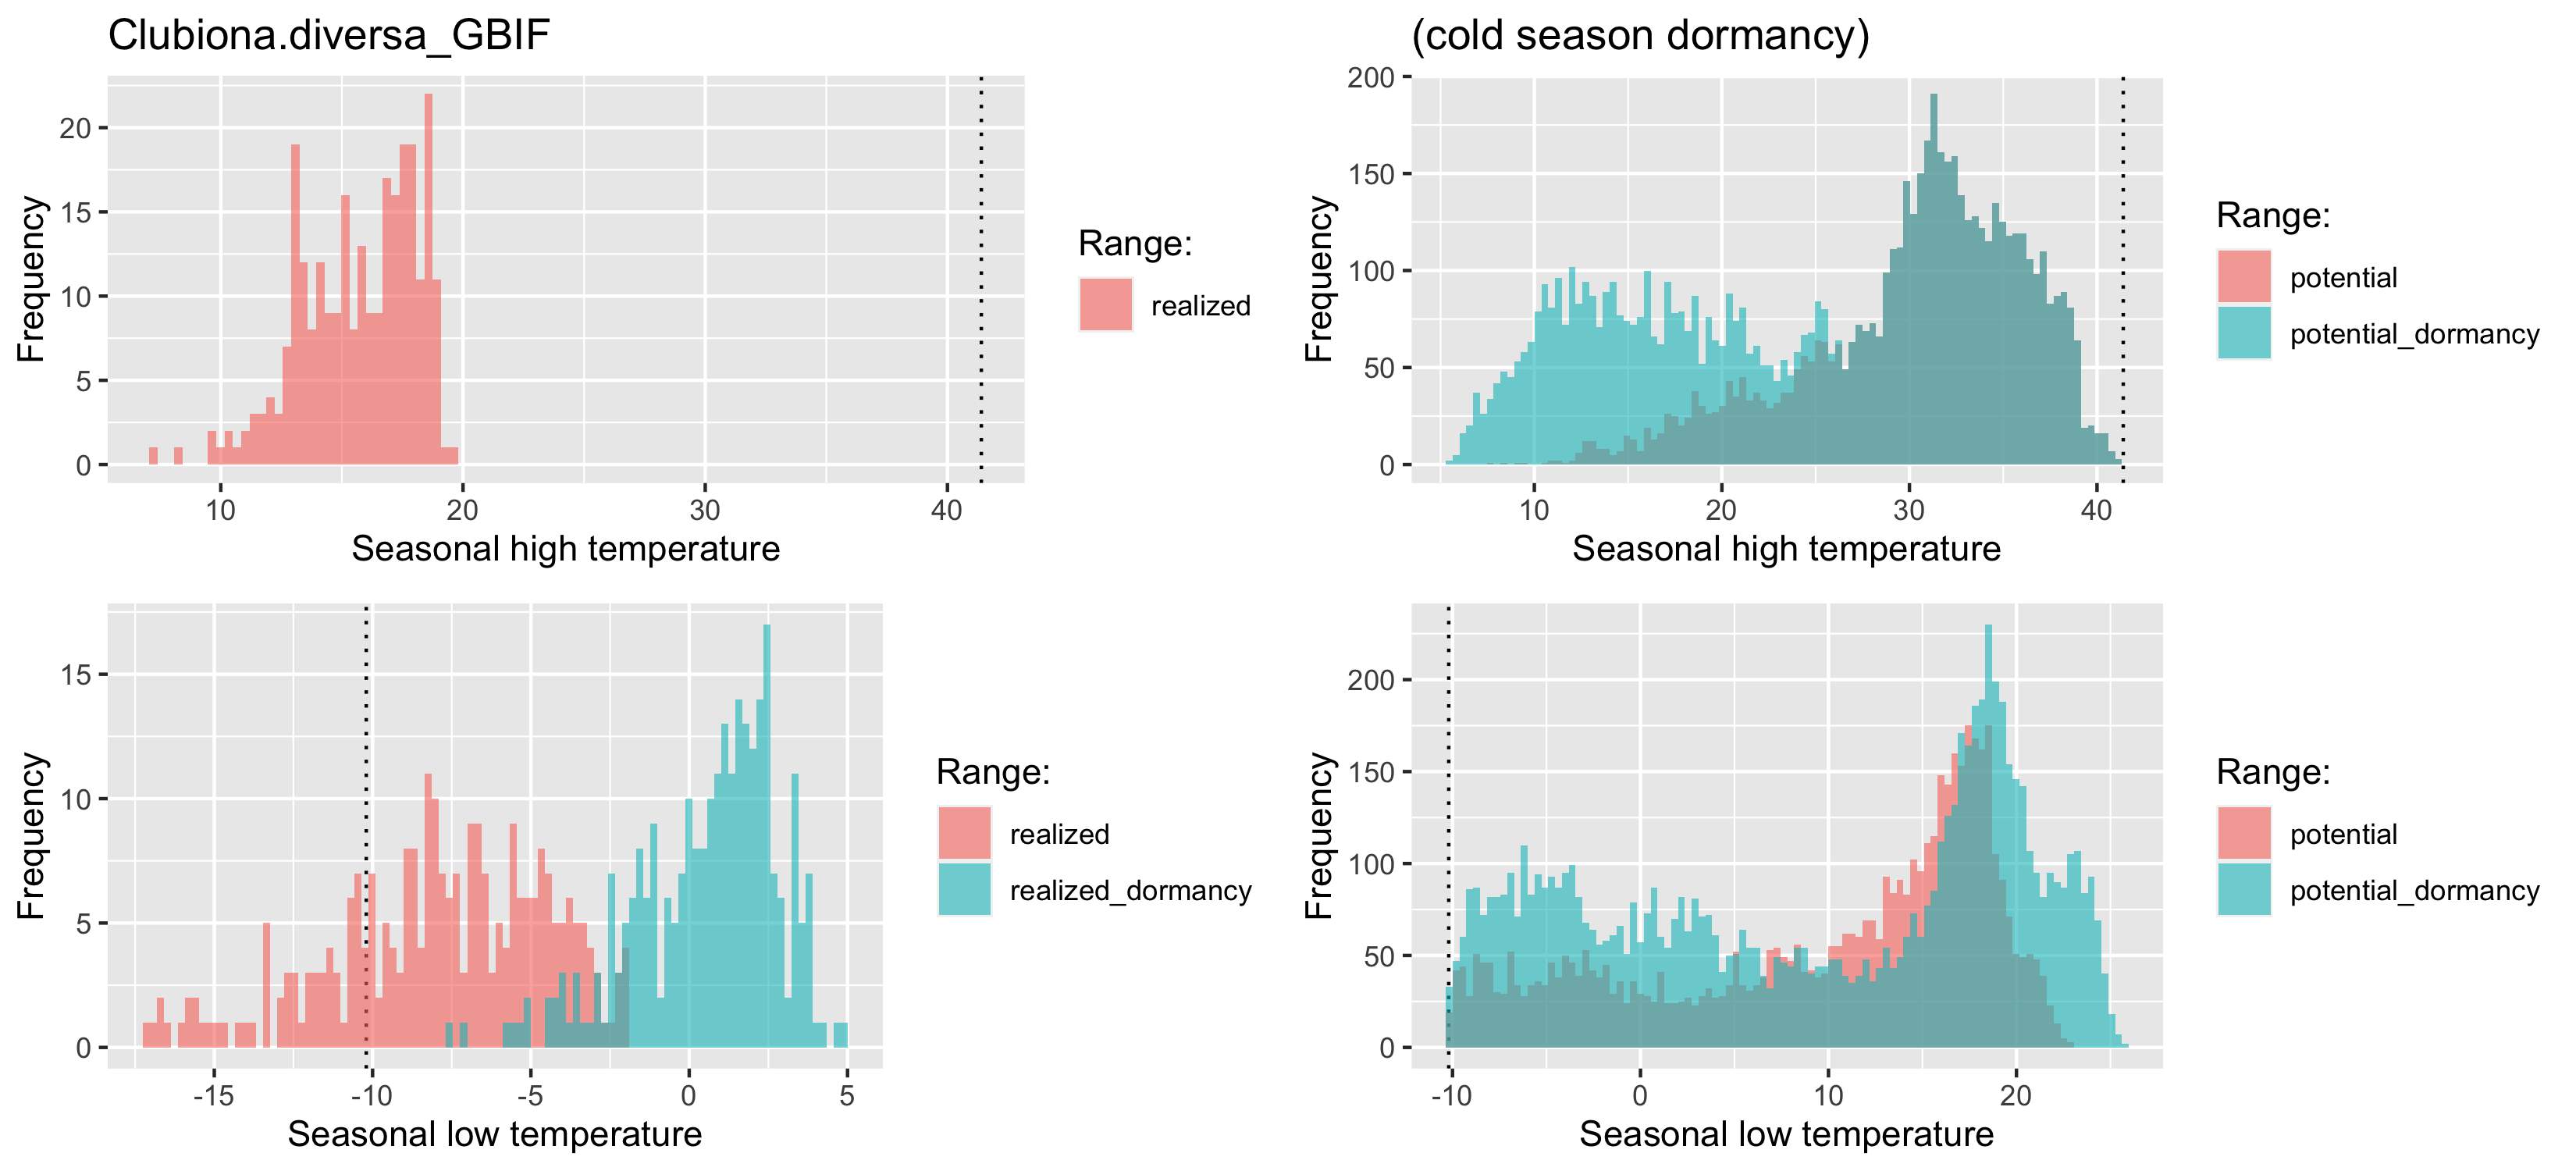 Clubiona.diversa_GBIF
Frequency
20
15
10
5
0
10 20 30 40
Seasonal high temperature
Range:
realized
(cold season dormancy)
Frequency
200
150
100
50
0
10 20 30 40
Seasonal high temperature
Range:
potential
potential_dormancy
Frequency
15
10
5
0
-15 -10 -5 0 5
Seasonal low temperature
Range:
realized
realized_dormancy
Frequency
200
150
100
50
0
-10 0 10 20
Seasonal low temperature
Range:
potential
potential_dormancy